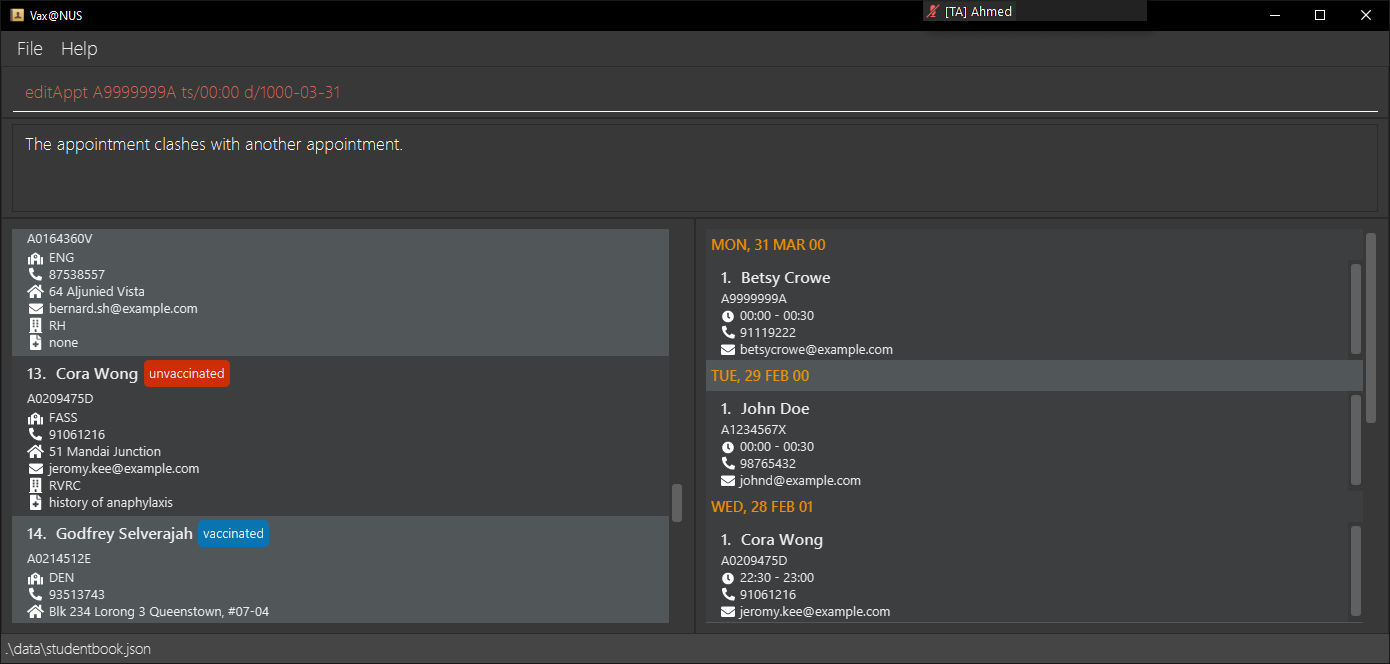 Vax@NUS
[TA] Ahmed
File Help
editAppt A9999999A ts/00:00 d/1000-03-31
The appointment clashes with another appointment.
A0164360V
ENG
87538557
64 Aljunied Vista
bernard.sh@example.com
RH
none
13. Cora Wong unvaccinated
A0209475D
FASS
91061216
51 Mandai Junction
jeromy.kee@example.com
RVRC
history of anaphylaxis
14. Godfrey Selverajah vaccinated
A0214512E
DEN
93513743
Blk 234 Lorong 3 Queenstown, #07-04
MON, 31 MAR 00
1. Betsy Crowe
A9999999A
00:00 - 00:30
91119222
betsycrowe@example.com
TUE, 29 FEB 00
1. John Doe
A1234567X
00:00 - 00:30
98765432
johnd@example.com
WED, 28 FEB 01
1. Cora Wong
A0209475D
22:30 - 23:00
91061216
jeromy.kee@example.com
.\data\studentbook.json